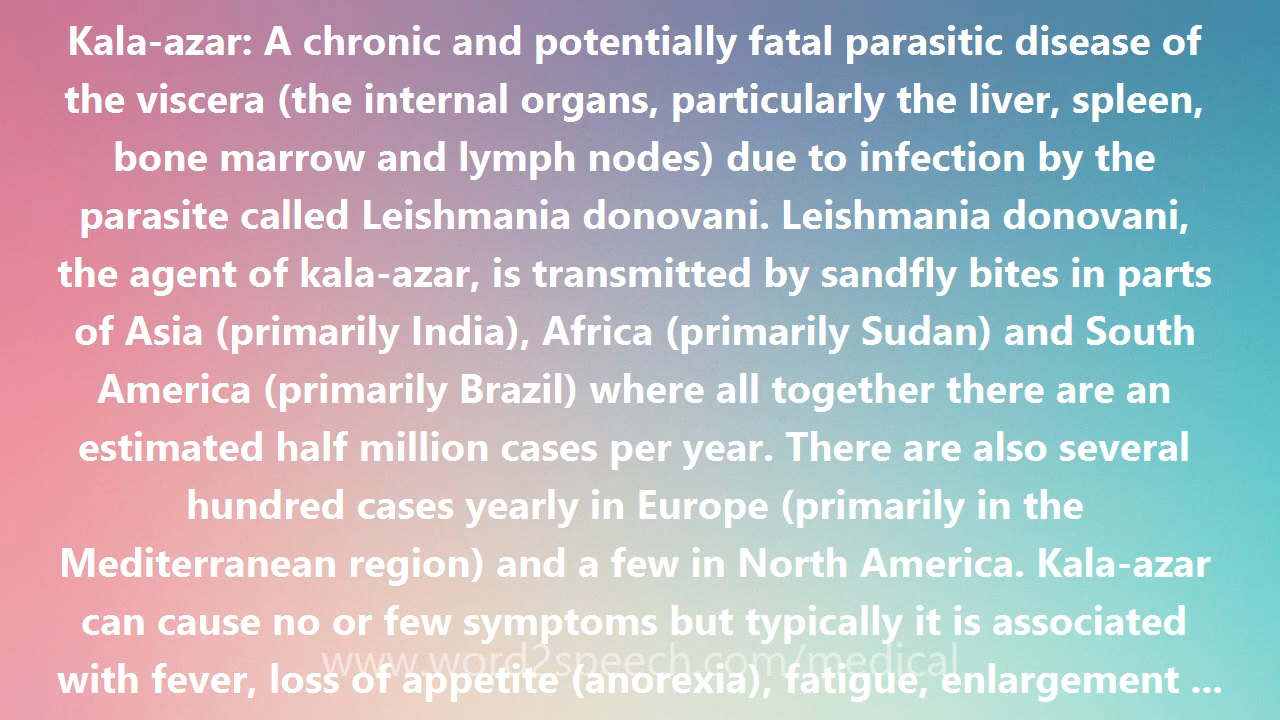 Kala-azar: A chronic and potentially fatal parasitic disease of
the viscera (the internal organs, particularly the liver, spleen,
bone marrow and lymph nodes) due to infection by the
parasite called Leishmania donovani. Leishmania donovani,
the agent of kala-azar, is transmitted by sandfly bites in parts
of Asia (primarily India), Africa (primarily Sudan) and South
America (primarily Brazil) where all together there are an
estimated half million cases per year. There are also several
hundred cases yearly in Europe (primarily in the
Mediterranean region) and a few in North America. Kala-azar
can cause no or few symptoms but typically it is associated
www.word2speech.com/medical
with fever, loss of appetite (anorexia), fatigue, enlargement ...